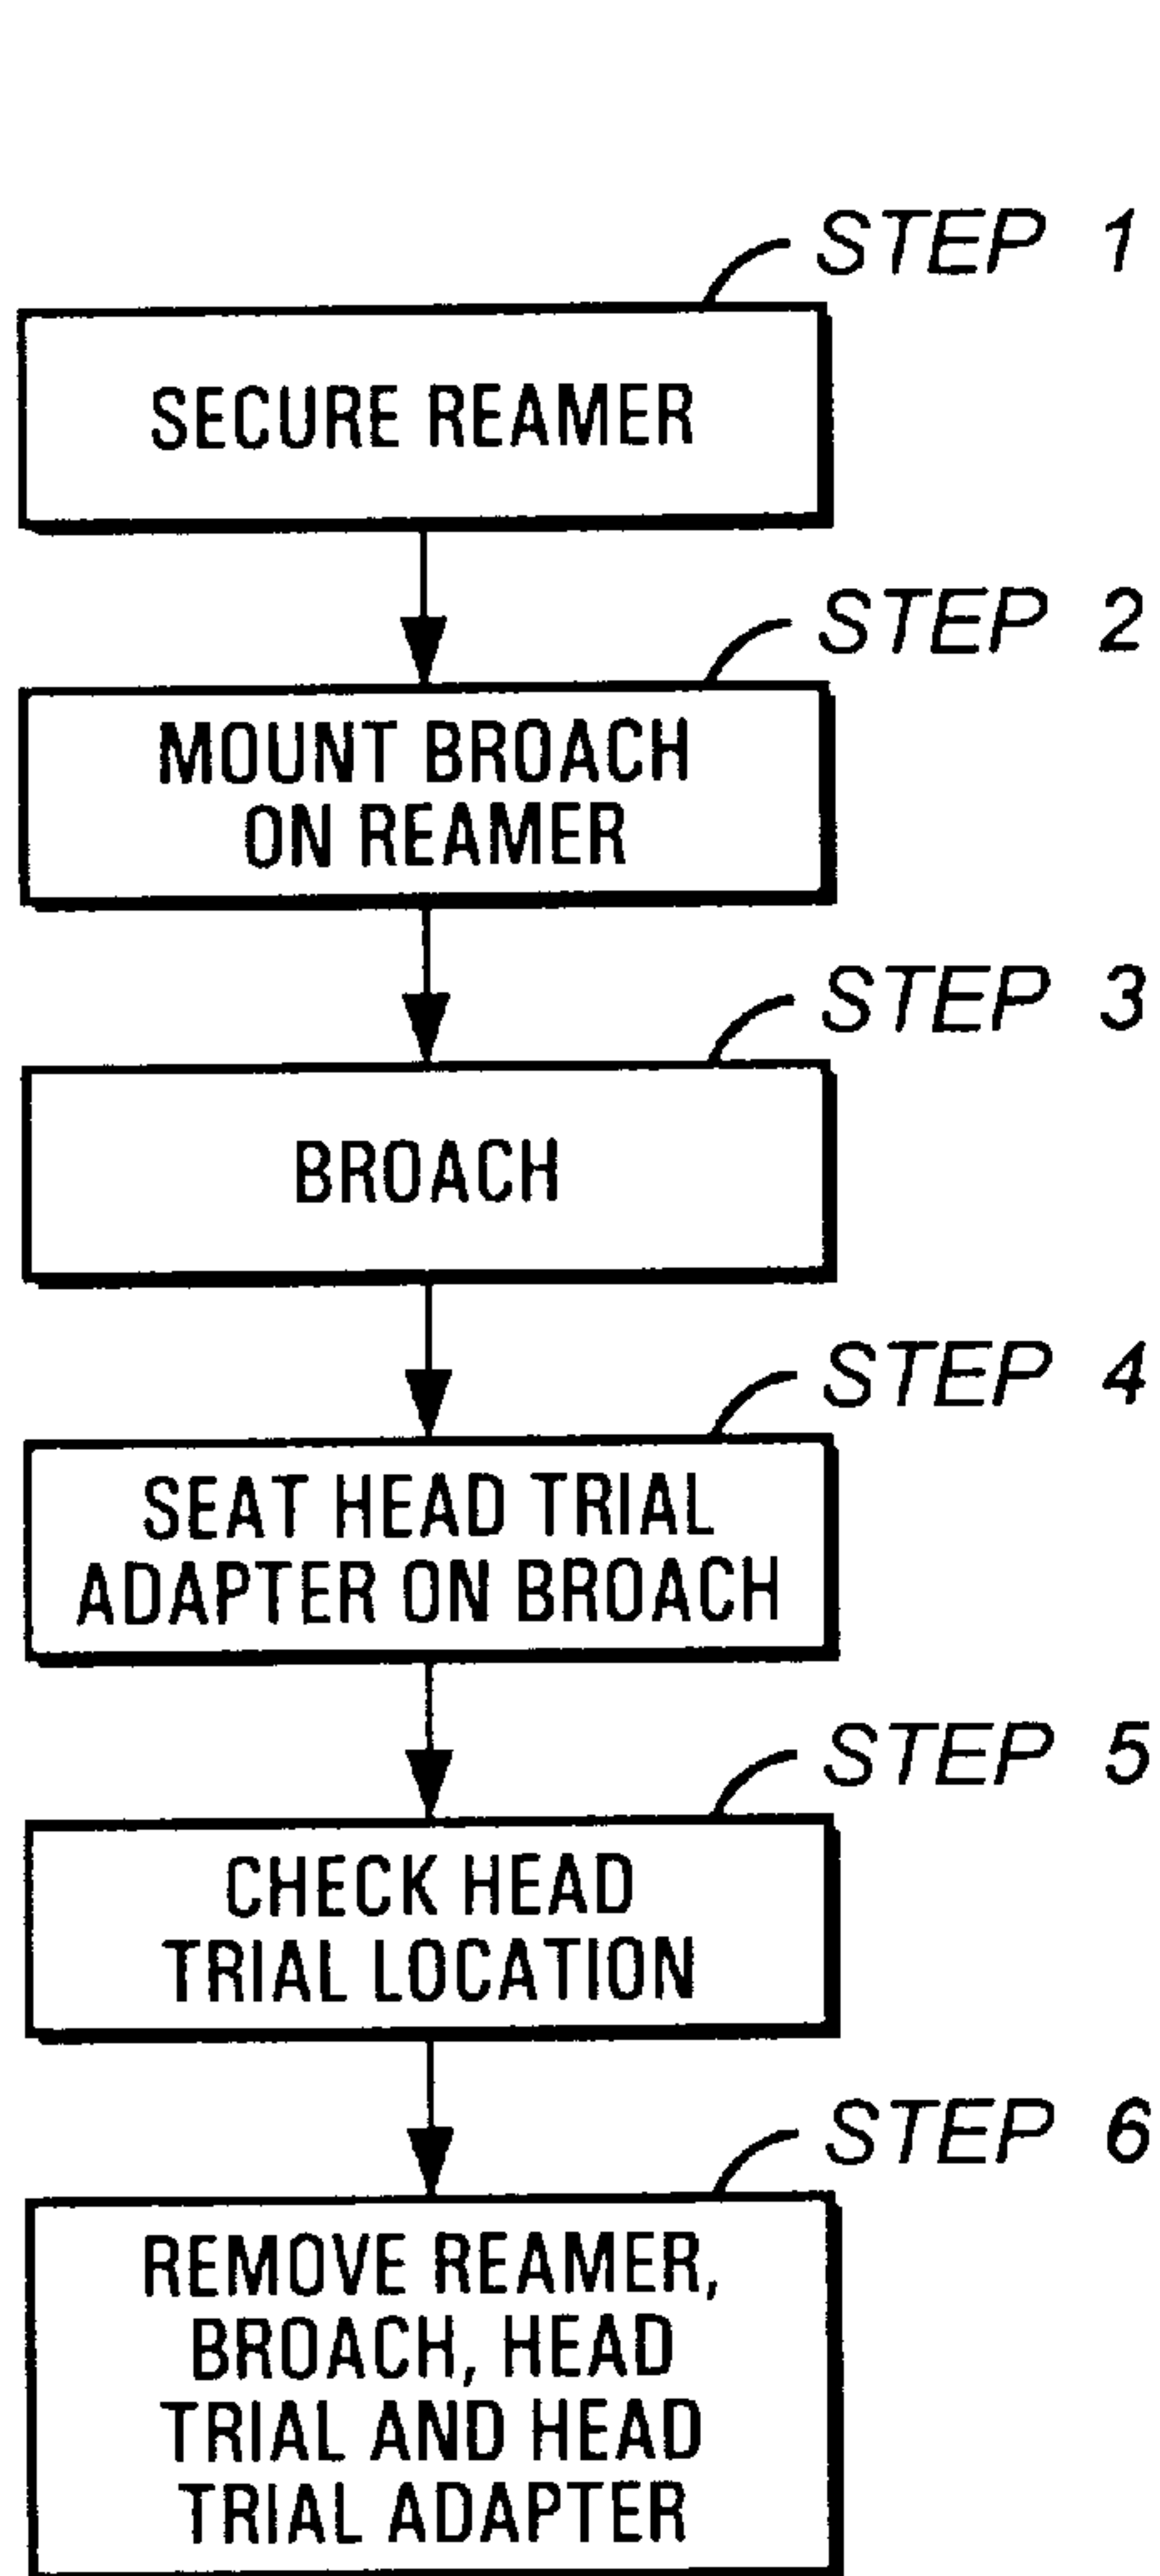 STEP 1
SECURE REAMER
STEP 2
MOUNT BROACH
ON REAMER
STEP 3
BROACH
STEP 4
SEAT HEAD TRIAL
ADAPTER ON BROACH
STEP 5
CHECK HEAD
TRIAL LOCATION
STEP 6
REMOVE REAMER,
BROACH, HEAD
TRIAL AND HEAD
TRIAL ADAPTER